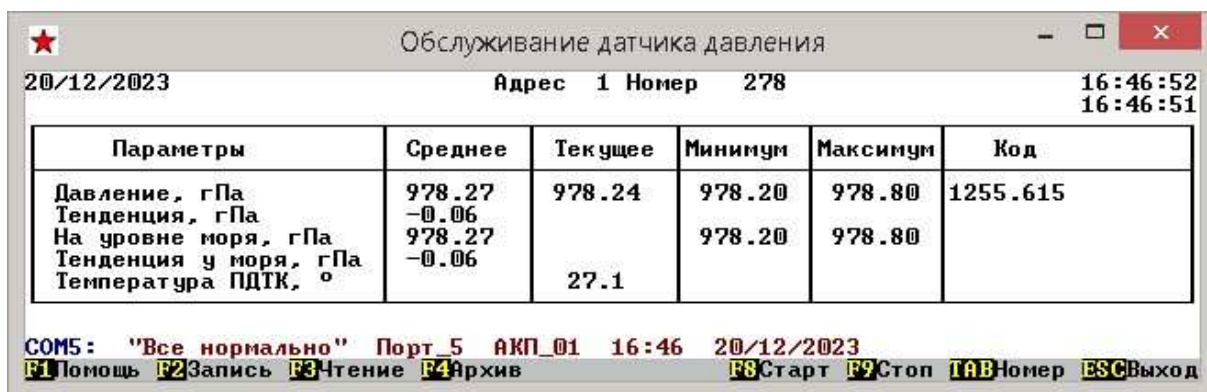 Обслуживание датчика давления
20/12/2023 Адрес 1 Номер 278 16:46:52
16:46:51
Параметры Среднее Текущее Минимум Максимум Код
Давление, гПа 978.27 978.24 978.20 978.80 1255.615
Тенденция, гПа -0.06
На уровне моря, гПа 978.27 978.20 978.80
Тенденция у моря, гПа -0.06
Температура ПДТК, ° 27.1
COM5: "Все нормально" Порт_5 АКП_01 16:46 20/12/2023
F1Помощь F2Запись F3Чтение F4Архив F8Старт F9Стоп TABНомер ESCВыход